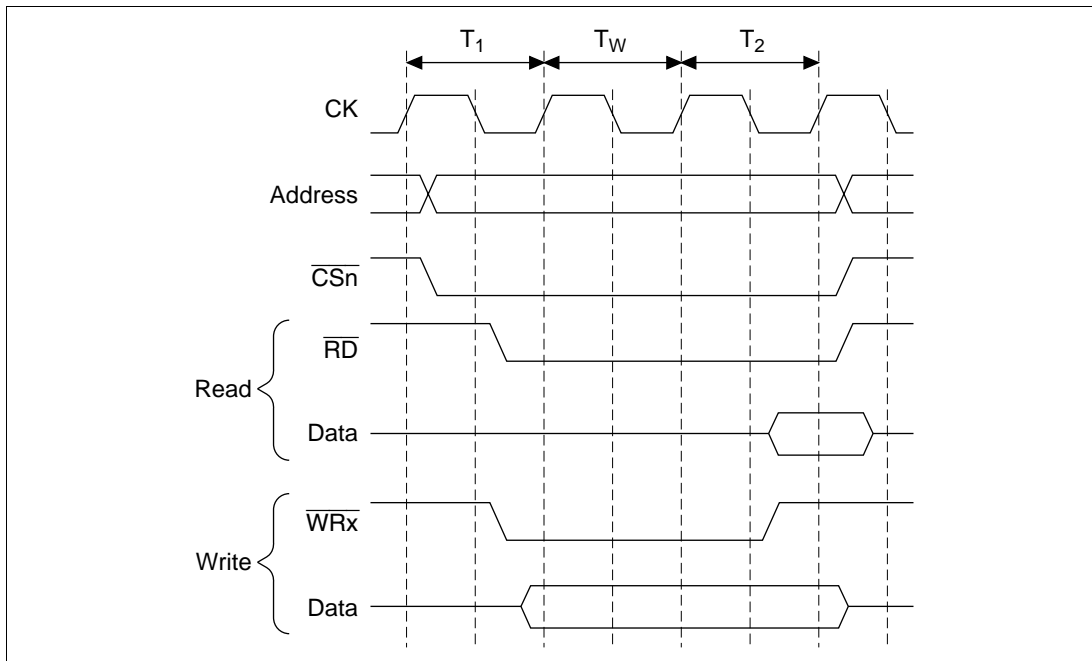 T1 TW T2
CK
Address
CSn
RD
Read
Data
WRx
Write
Data